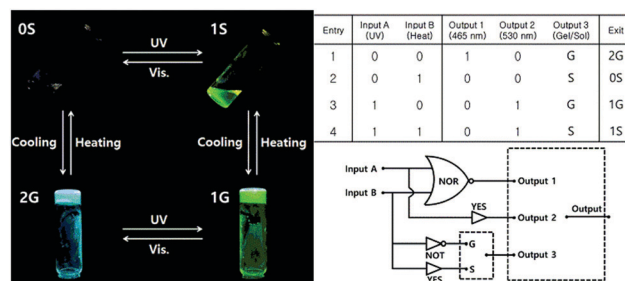 0S
1S
UV
Vis.
Cooling
Heating
Cooling
Heating
2G
1G
UV
Vis.
Entry Input A (UV) Input B (Heat) Output 1 (465 nm) Output 2 (530 nm) Output 3 (Gel/Sol) Exit
1 0 0 1 0 G 2G
2 0 1 0 0 S 0S
3 1 0 0 1 G 1G
4 1 1 0 1 S 1S
Input A
Input B
NOR
Output 1
YES
Output 2
Output
NOT
G
YES
S
Output 3